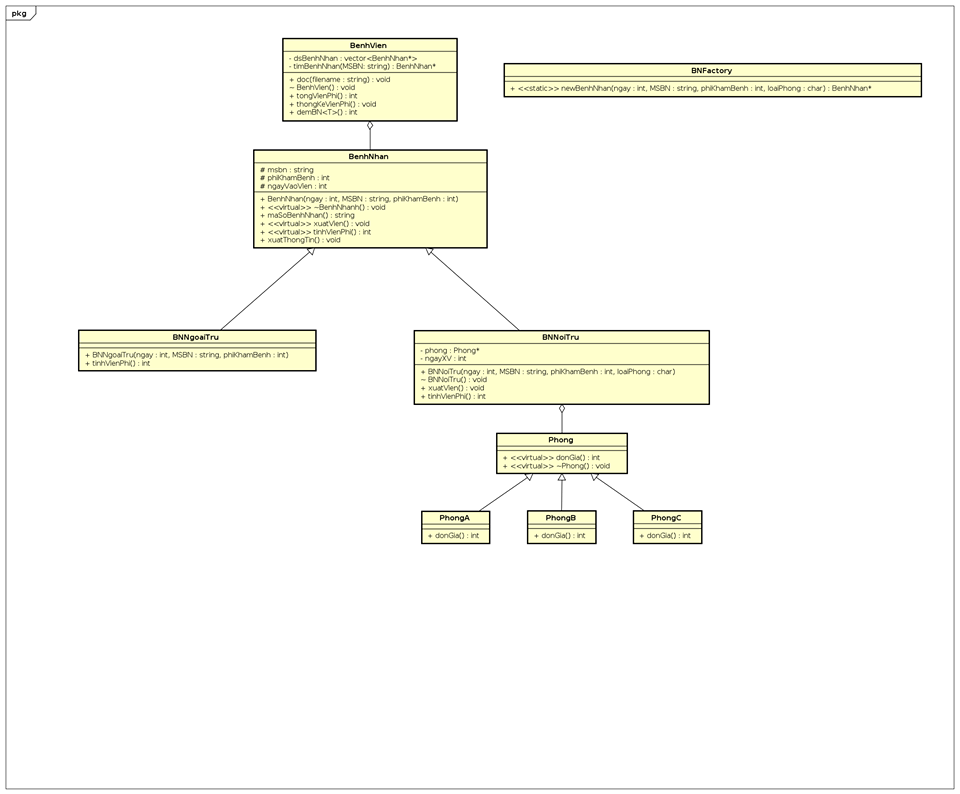 pkg
BenhVien
- dsBenhNhan : vector<BenhNhan*>
- timBenhNhan(MSBN: string) : BenhNhan*
+ doc(filename : string) : void
~ BenhVien() : void
+ tongVienPhi() : int
+ thongKeVienPhi() : void
+ demBN<T>() : int
BNFactory
+ <<static>> newBenhNhan(ngay : int, MSBN : string, phiKhamBenh : int, loaiPhong : char) : BenhNhan*
BenhNhan
# msbn : string
# phiKhamBenh : int
# ngayVaoVien : int
+ BenhNhan(ngay : int, MSBN : string, phiKhamBenh : int)
+ <<virtual>> ~BenhNhanh() : void
+ maSoBenhNhan() : string
+ <<virtual>> xuatVien() : void
+ <<virtual>> tinhVienPhi() : int
+ xuatThongTin() : void
BNNgoaiTru
+ BNNgoaiTru(ngay : int, MSBN : string, phiKhamBenh : int)
+ tinhVienPhi() : int
BNNoiTru
- phong : Phong*
- ngayXV : int
+ BNNoiTru(ngay : int, MSBN : string, phiKhamBenh : int, loaiPhong : char)
~ BNNoiTru() : void
+ xuatVien() : void
+ tinhVienPhi() : int
Phong
+ <<virtual>> donGia() : int
+ <<virtual>> ~Phong() : void
PhongA
+ donGia() : int
PhongB
+ donGia() : int
PhongC
+ donGia() : int